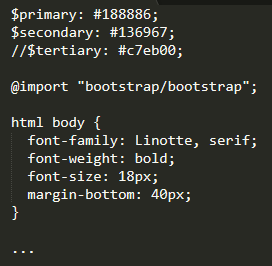 $primary: #188886;
$secondary: #136967;
//$tertiary: #c7eb00;
@import "bootstrap/bootstrap";
html body {
font-family: Linotte, serif;
font-weight: bold;
font-size: 18px;
margin-bottom: 40px;
}
...